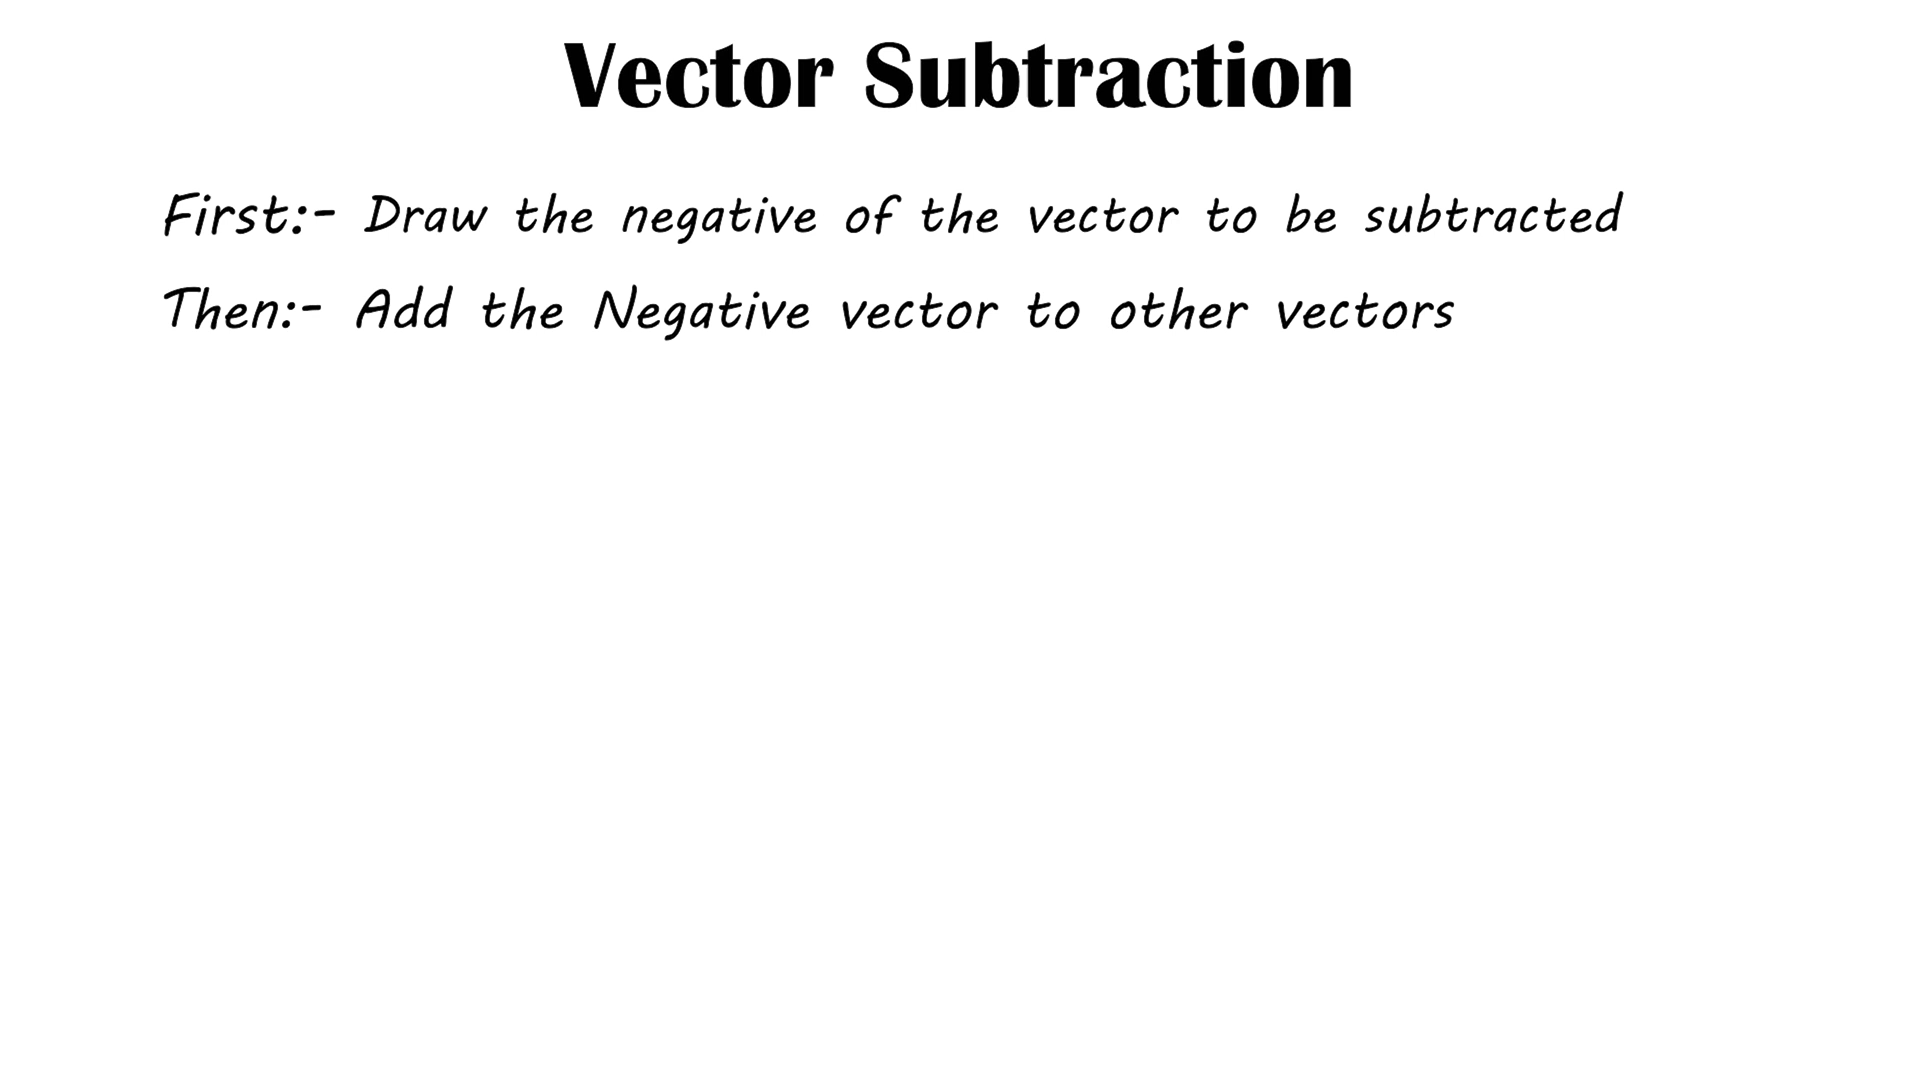 Vector Subtraction
First:- Draw the negative of the vector to be subtracted
Then:- Add the Negative vector to other vectors